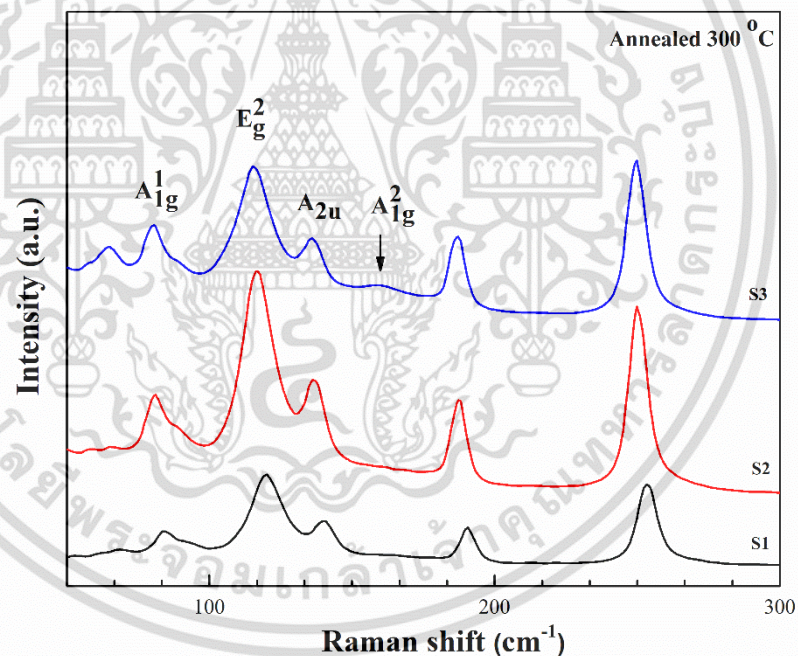 Annealed 300 °C
E²g
A¹1g
A2u
A²1g
S3
S2
S1
Intensity (a.u.)
100
200
300
Raman shift (cm⁻¹)